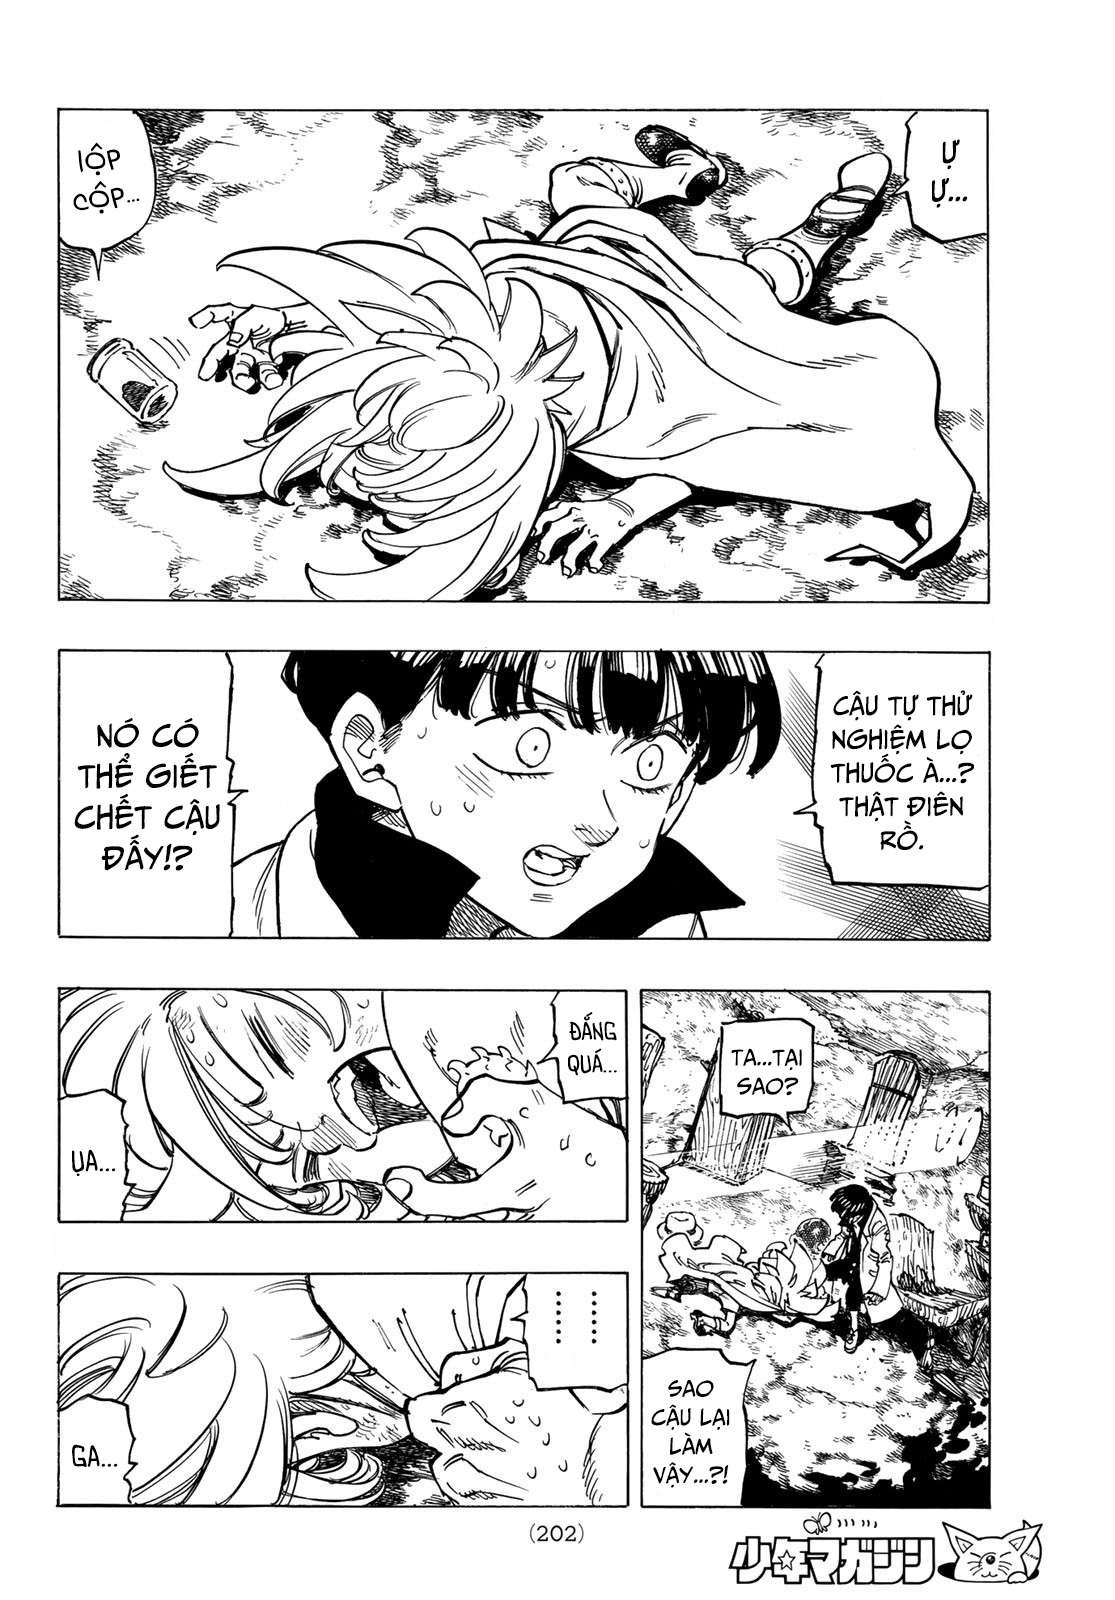 Ự
Ự...
LỘP
CỘP...
CẬU TỰ THỬ
NGHIỆM LỌ
THUỐC À...?
THẬT ĐIÊN
RỒ.
NÓ CÓ
THỂ GIẾT
CHẾT CẬU
ĐẤY!?
TA...TẠI
SAO?
SAO
CẬU LẠI
LÀM
VẬY...?!
ĐẮNG
QUÁ...
ỤA...
......
......
GA...
(202)
少年マガジン